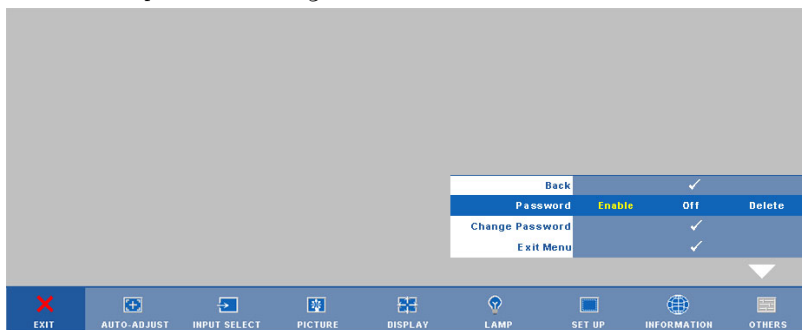 Back
Password Enable Off Delete
Change Password
Exit Menu
EXIT AUTO-ADJUST INPUT SELECT PICTURE DISPLAY LAMP SET UP INFORMATION OTHERS